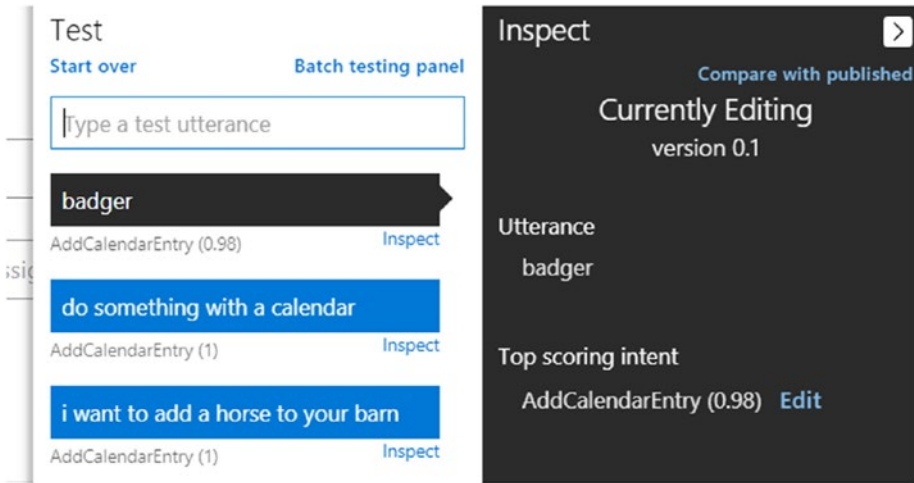 Test
Start over
Batch testing panel
Type a test utterance
badger
AddCalendarEntry (0.98)
Inspect
do something with a calendar
AddCalendarEntry (1)
Inspect
i want to add a horse to your barn
AddCalendarEntry (1)
Inspect
Inspect
Compare with published
Currently Editing
version 0.1
Utterance
badger
Top scoring intent
AddCalendarEntry (0.98) Edit